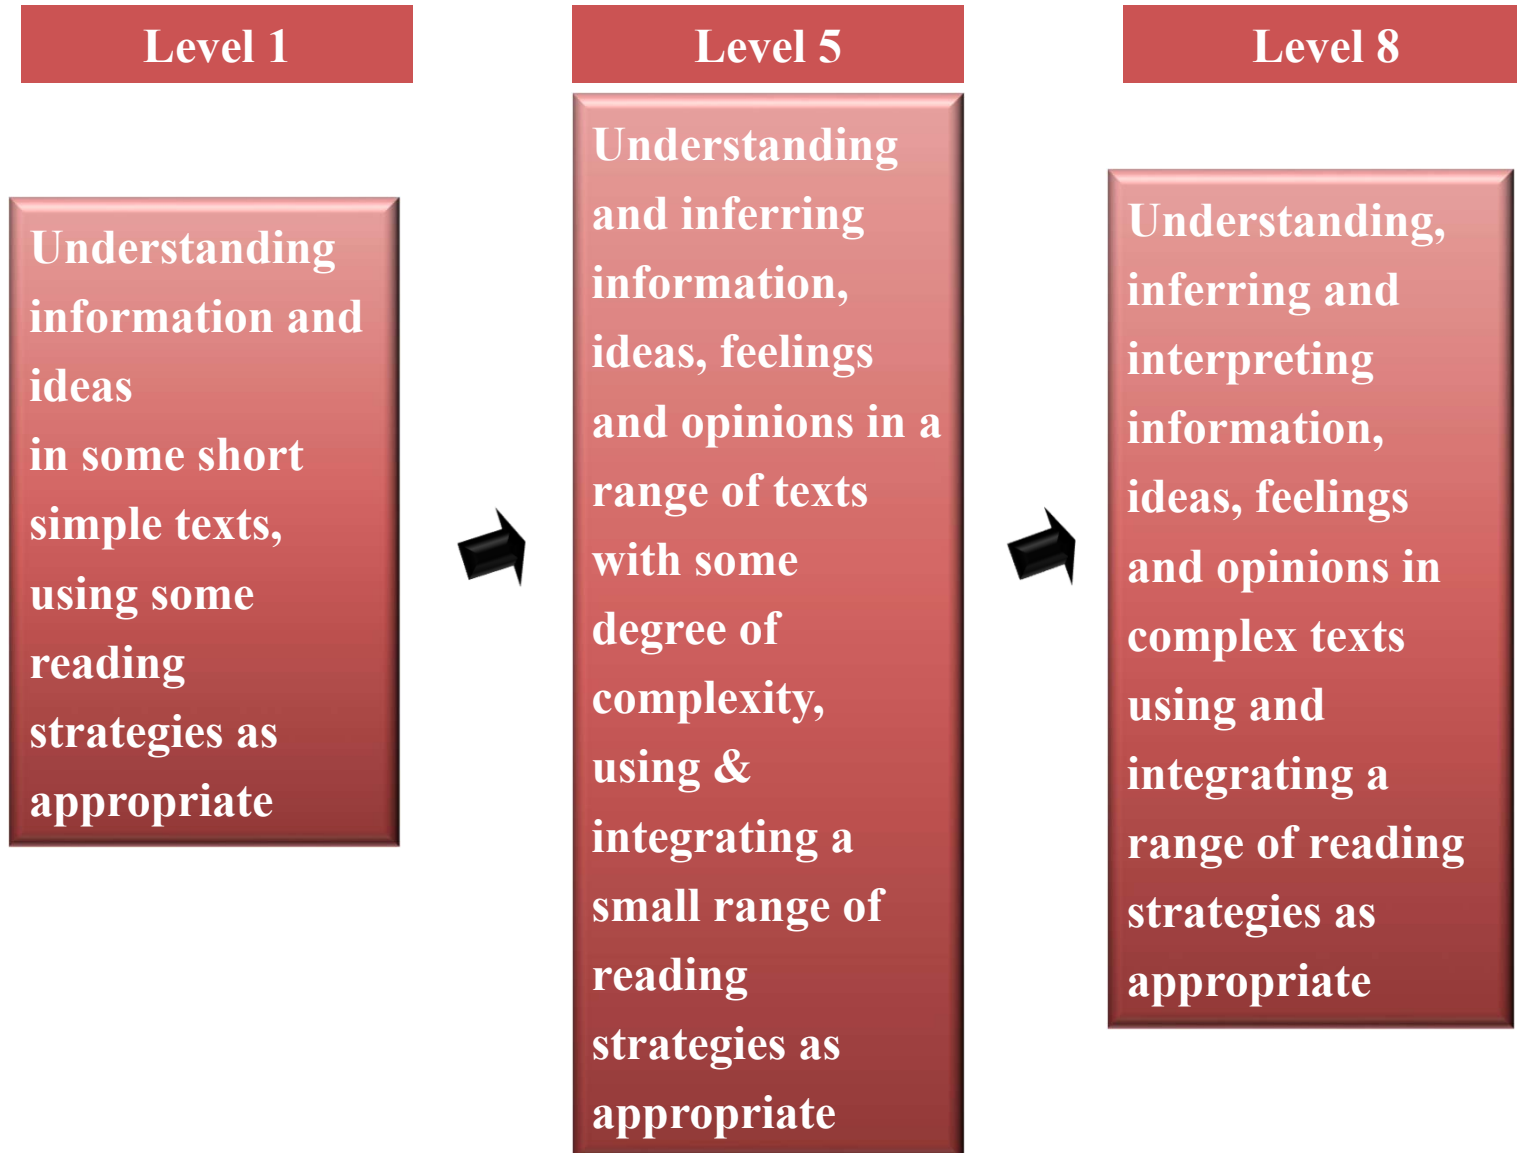 Level 1
Understanding
information and
ideas
in some short
simple texts,
using some
reading
strategies as
appropriate
Level 5
Understanding
and inferring
information,
ideas, feelings
and opinions in a
range of texts
with some
degree of
complexity,
using &
integrating a
small range of
reading
strategies as
appropriate
Level 8
Understanding,
inferring and
interpreting
information,
ideas, feelings
and opinions in
complex texts
using and
integrating a
range of reading
strategies as
appropriate